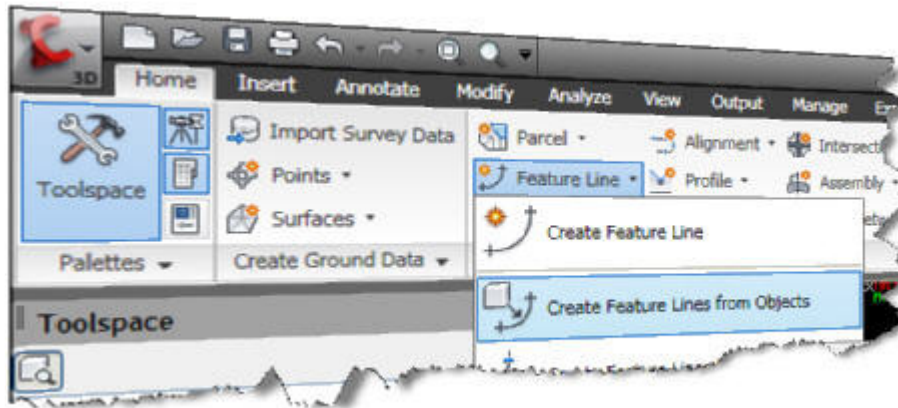 3D
Home Insert Annotate Modify Analyze View Output Manage
Toolspace
Import Survey Data
Points
Surfaces
Parcel
Feature Line
Alignment
Profile
Intersecti
Assembly
Palettes
Create Ground Data
Create Feature Line
Create Feature Lines from Objects
Toolspace